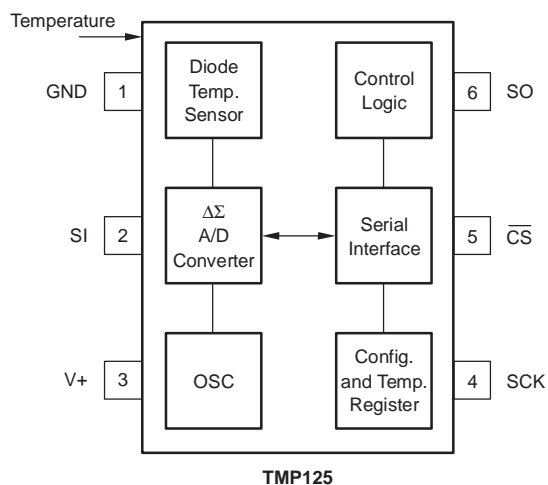 Temperature
GND
1
Diode
Temp.
Sensor
Control
Logic
6
SO
SI
2
ΔΣ
A/D
Converter
Serial
Interface
5
C̅S̅
V+
3
OSC
Config.
and Temp.
Register
4
SCK
TMP125